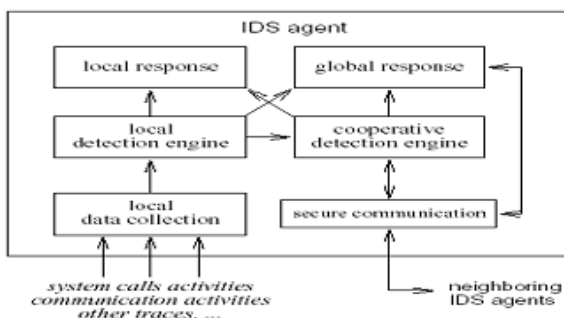 IDS agent
local response
global response
local
detection engine
cooperative
detection engine
local
data collection
secure communication
system calls activities
communication activities
other traces, ...
neighboring
IDS agents